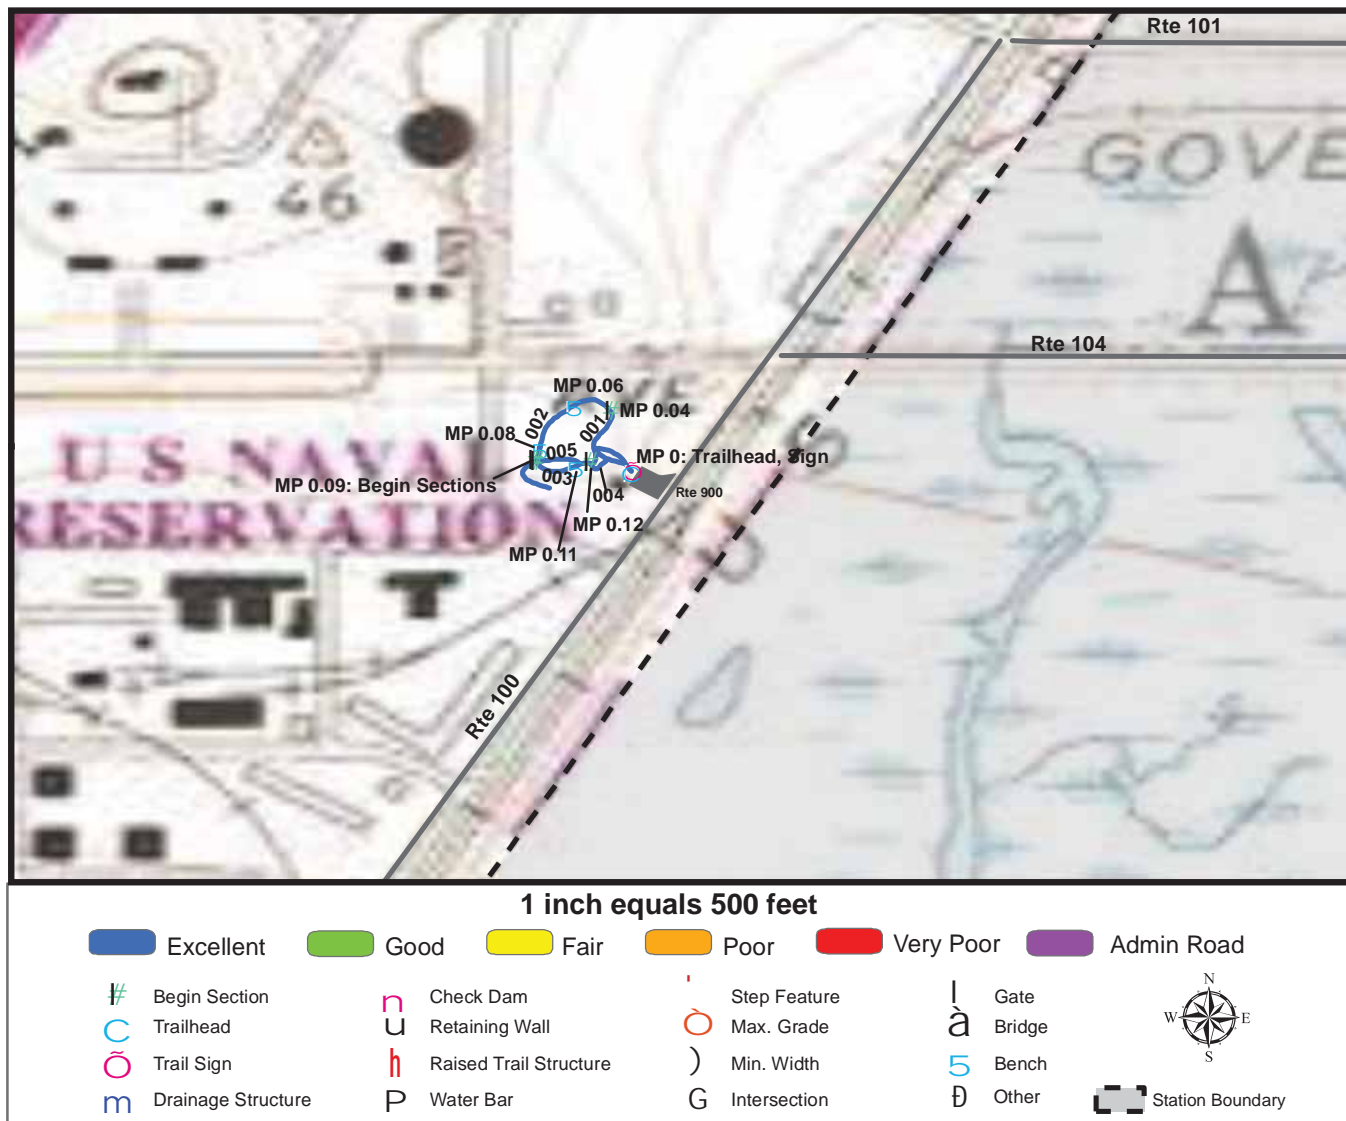 Rte 101
GOVE
46
A
Rte 104
MP 0.06
MP 0.04
002
001
MP 0.08
005
MP 0: Trailhead, Sign
U S NAVAL
MP 0.09: Begin Sections
003
004
Rte 900
RESERVATION
MP 0.12
MP 0.11
Rte 100
1 inch equals 500 feet
Excellent
Good
Fair
Poor
Very Poor
Admin Road
# Begin Section
n Check Dam
' Step Feature
l Gate
C Trailhead
u Retaining Wall
Ò Max. Grade
à Bridge
Õ Trail Sign
h Raised Trail Structure
) Min. Width
5 Bench
m Drainage Structure
P Water Bar
G Intersection
Ð Other
Station Boundary
N
W E
S